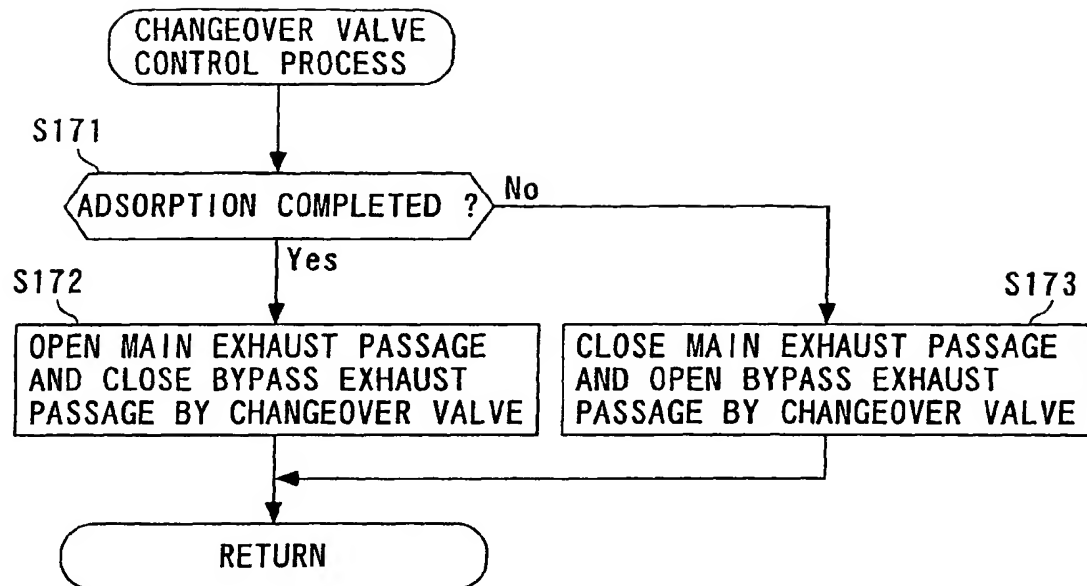 CHANGEOVER VALVE
CONTROL PROCESS
S171
ADSORPTION COMPLETED ?
No
Yes
S172
OPEN MAIN EXHAUST PASSAGE
AND CLOSE BYPASS EXHAUST
PASSAGE BY CHANGEOVER VALVE
S173
CLOSE MAIN EXHAUST PASSAGE
AND OPEN BYPASS EXHAUST
PASSAGE BY CHANGEOVER VALVE
RETURN